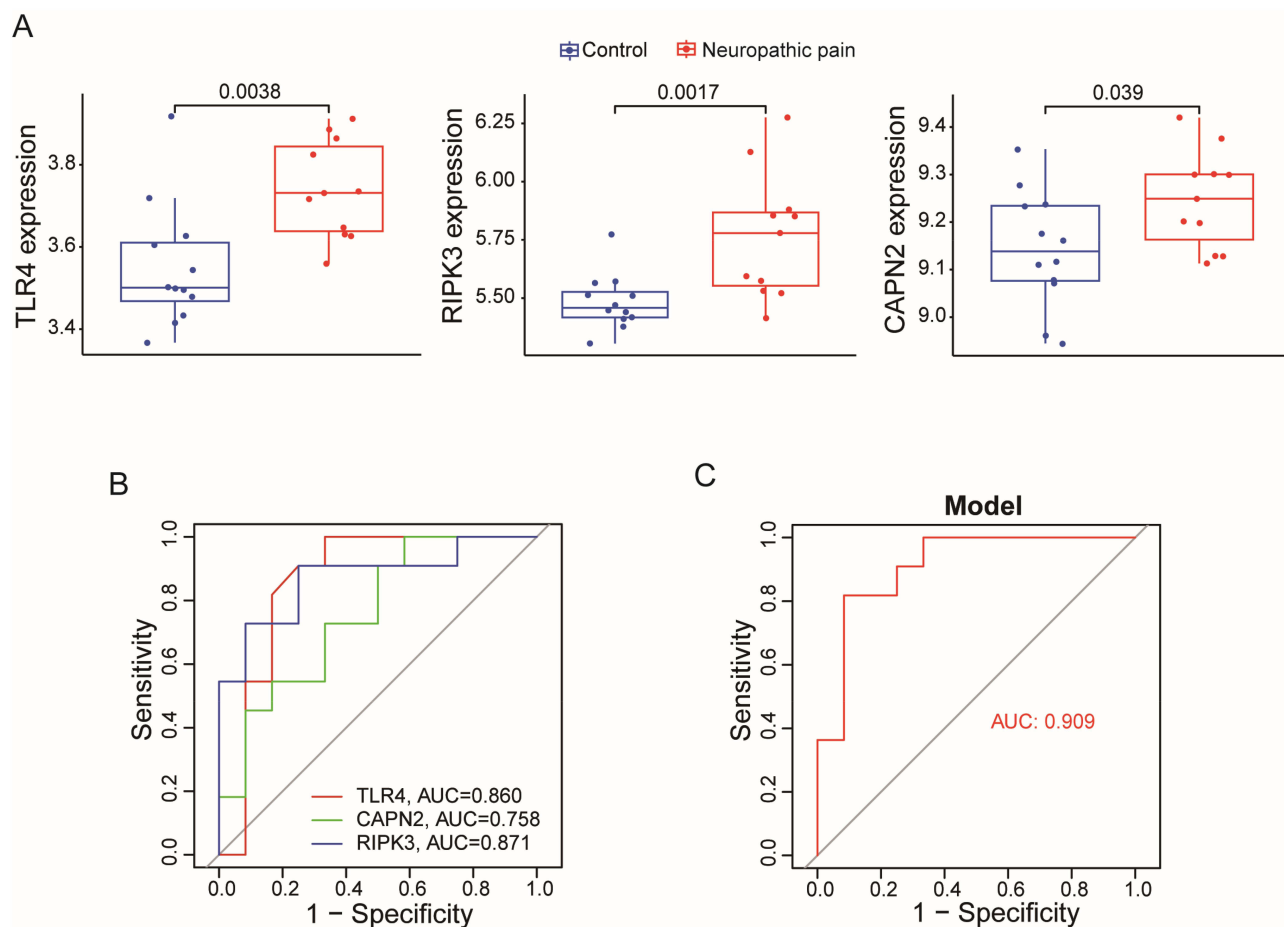 A
Control
Neuropathic pain
TLR4 expression
3.8
3.6
3.4
0.0038
RIPK3 expression
6.25
6.00
5.75
5.50
0.0017
CAPN2 expression
9.4
9.3
9.2
9.1
9.0
0.039
B
Sensitivity
1.0
0.8
0.6
0.4
0.2
0.0
TLR4, AUC=0.860
CAPN2, AUC=0.758
RIPK3, AUC=0.871
0.0 0.2 0.4 0.6 0.8 1.0
1 − Specificity
C
Model
Sensitivity
1.0
0.8
0.6
0.4
0.2
0.0
AUC: 0.909
0.0 0.2 0.4 0.6 0.8 1.0
1 − Specificity